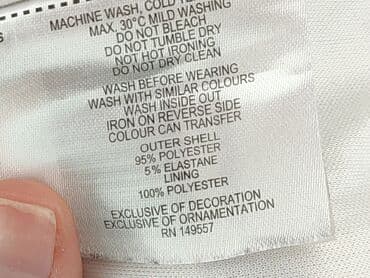 MACHINE WASH, COLD
S
MAX. 30°C MILD WASHING
DO NOT BLEACH
DO NOT TUMBLE DRY
NOT HOT IRONING
DO NOT DRY CLEAN
WASH BEFORE WEARING
WASH WITH SIMILAR COLOURS
WASH INSIDE OUT
IRON ON REVERSE SIDE
COLOUR CAN TRANSFER
OUTER SHELL
95% POLYESTER
5% ELASTANE
LINING
100% POLYESTER
EXCLUSIVE OF DECORATION
EXCLUSIVE OF ORNAMENTATION
RN 149557